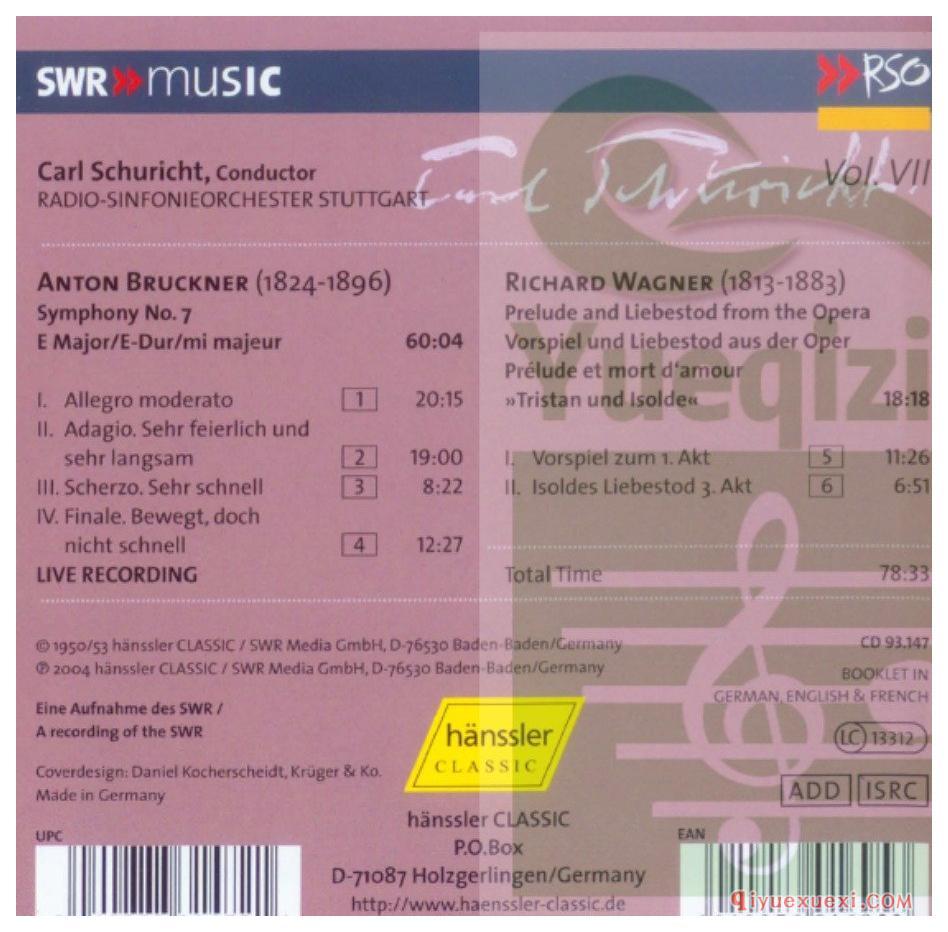 SWR»music
»RSO
Carl Schuricht, Conductor
RADIO-SINFONIEORCHESTER STUTTGART
Carl Schuricht
Vol. VII
ANTON BRUCKNER (1824-1896)
Symphony No. 7
E Major/E-Dur/mi majeur 60:04
I. Allegro moderato 1 20:15
II. Adagio. Sehr feierlich und
sehr langsam 2 19:00
III. Scherzo. Sehr schnell 3 8:22
IV. Finale. Bewegt, doch
nicht schnell 4 12:27
LIVE RECORDING
RICHARD WAGNER (1813-1883)
Prelude and Liebestod from the Opera
Vorspiel und Liebestod aus der Oper
Prélude et mort d'amour
»Tristan und Isolde« 18:18
I. Vorspiel zum 1. Akt 5 11:26
II. Isoldes Liebestod 3. Akt 6 6:51
Total Time 78:33
Yueqlzi
© 1950/53 hänssler CLASSIC / SWR Media GmbH, D-76530 Baden-Baden/Germany
℗ 2004 hänssler CLASSIC / SWR Media GmbH, D-76530 Baden-Baden/Germany
CD 93.147
BOOKLET IN
GERMAN, ENGLISH & FRENCH
Eine Aufnahme des SWR /
A recording of the SWR
Coverdesign: Daniel Kocherscheidt, Krüger & Ko.
Made in Germany
hänssler
CLASSIC
LC 13312
ADD ISRC
hänssler CLASSIC
P.O.Box
D-71087 Holzgerlingen/Germany
http://www.haenssler-classic.de
UPC
EAN
qiyuexuexi.COM